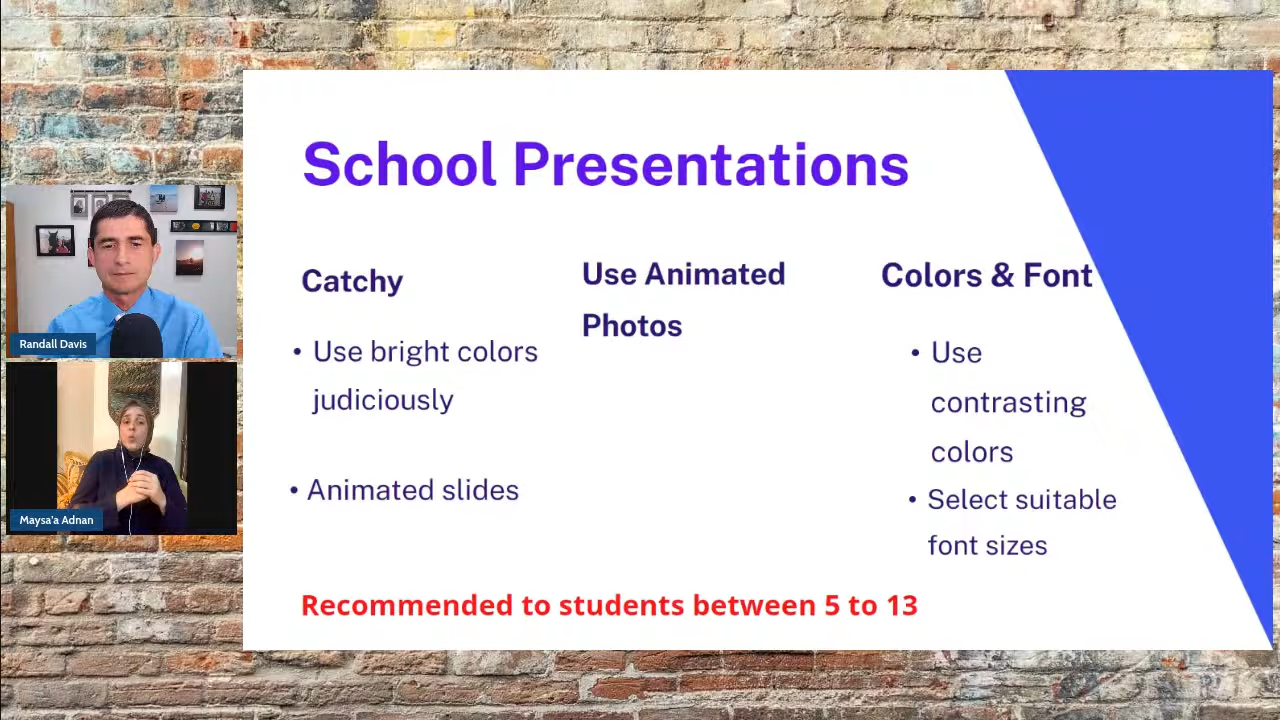 School Presentations
Catchy
• Use bright colors
judiciously
• Animated slides
Use Animated
Photos
Colors & Font
• Use
contrasting
colors
• Select suitable
font sizes
Recommended to students between 5 to 13
Randall Davis
Maysa'a Adnan